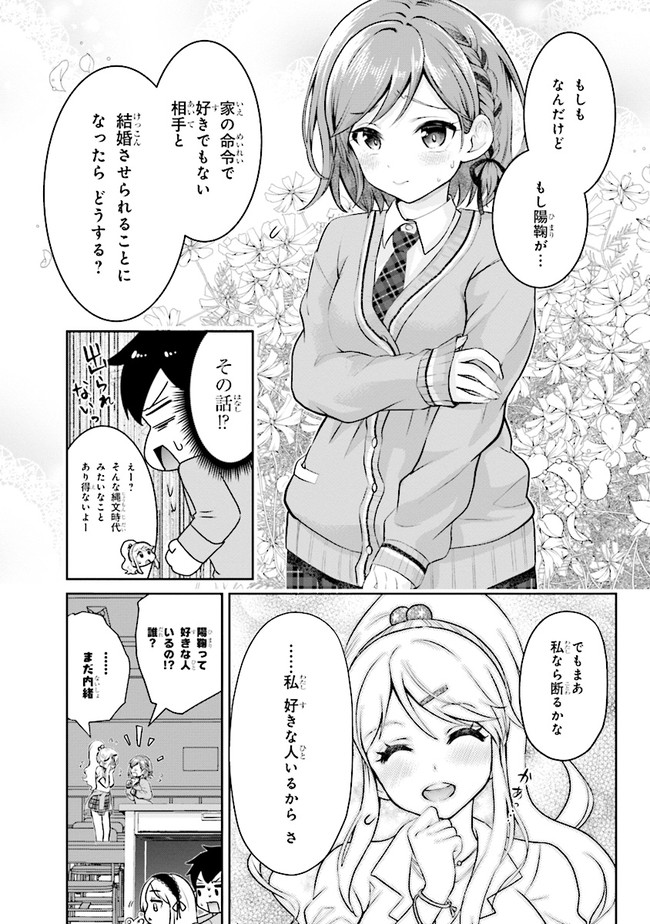 もしも
なんだけど
もし陽鞠が…
家の命令で
好きでもない
相手と
結婚させられることに
なったら どうする?
その話!?
出られ
ないっ
えー?
そんな縄文時代
みたいなこと
あり得ないよー
でもまあ
私なら断るかな
……私 好きな人いるから さ
陽鞠って
好きな人
いるの!?
誰?
………
まだ内緒